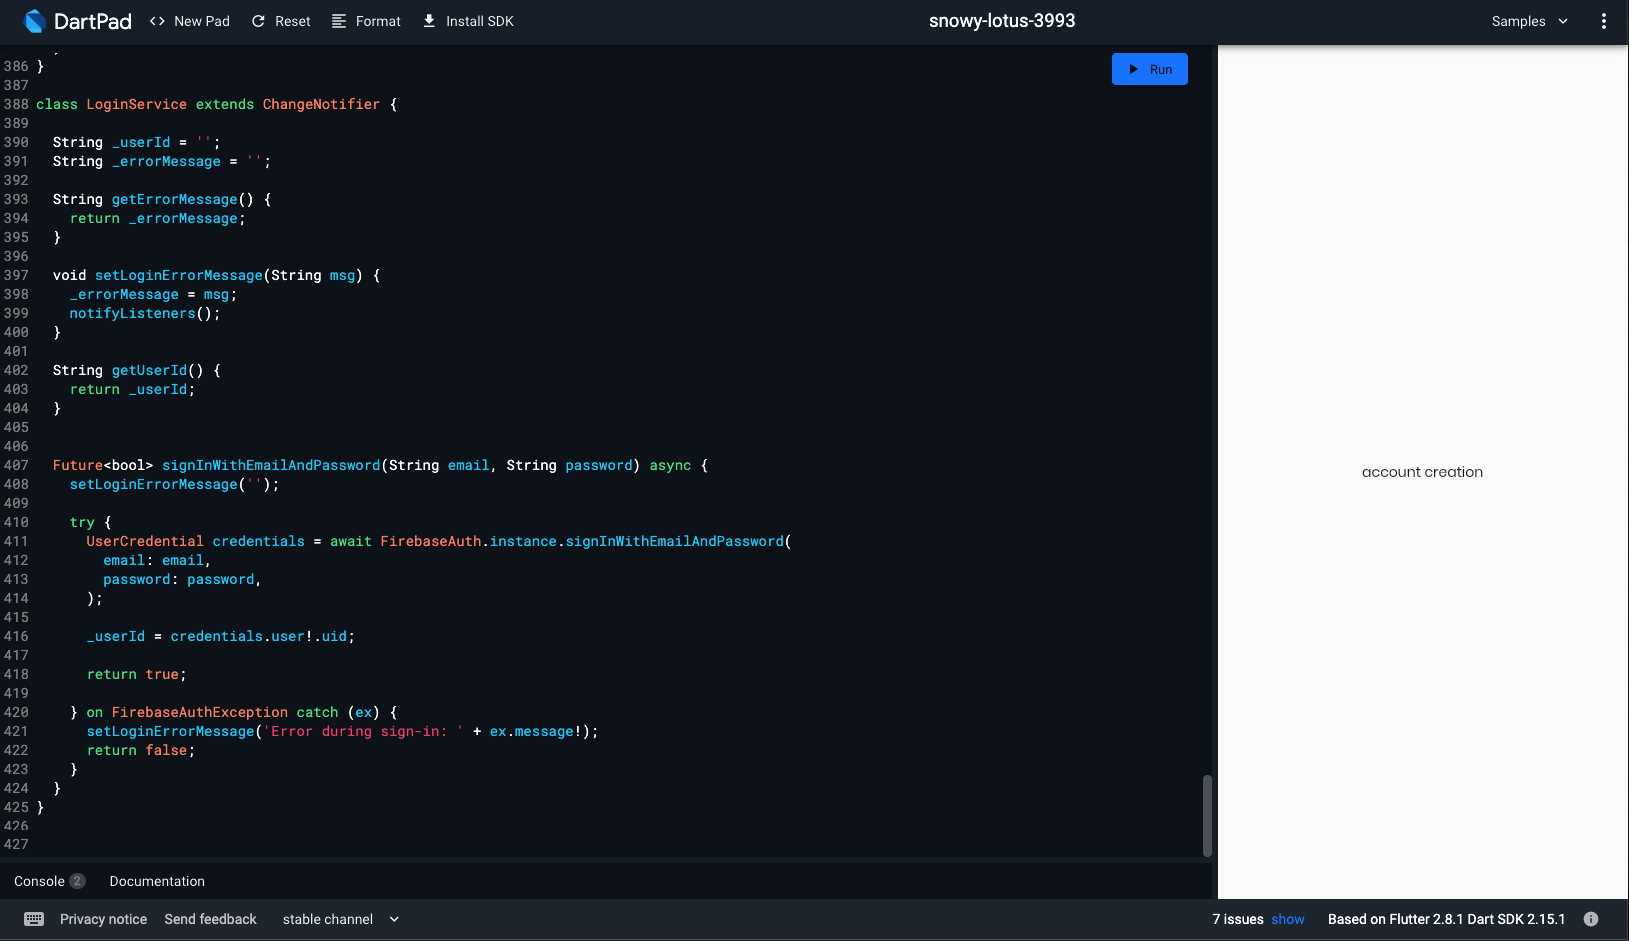 DartPad <> New Pad Reset Format Install SDK snowy-lotus-3993 Samples
386 }
387
388 class LoginService extends ChangeNotifier {
389
390 String _userId = '';
391 String _errorMessage = '';
392
393 String getErrorMessage() {
394 return _errorMessage;
395 }
396
397 void setLoginErrorMessage(String msg) {
398 _errorMessage = msg;
399 notifyListeners();
400 }
401
402 String getUserId() {
403 return _userId;
404 }
405
406
407 Future<bool> signInWithEmailAndPassword(String email, String password) async {
408 setLoginErrorMessage('');
409
410 try {
411 UserCredential credentials = await FirebaseAuth.instance.signInWithEmailAndPassword(
412 email: email,
413 password: password,
414 );
415
416 _userId = credentials.user!.uid;
417
418 return true;
419
420 } on FirebaseAuthException catch (ex) {
421 setLoginErrorMessage('Error during sign-in: ' + ex.message!);
422 return false;
423 }
424 }
425 }
426
427
Run
account creation
Console 2 Documentation
Privacy notice Send feedback stable channel 7 issues show Based on Flutter 2.8.1 Dart SDK 2.15.1